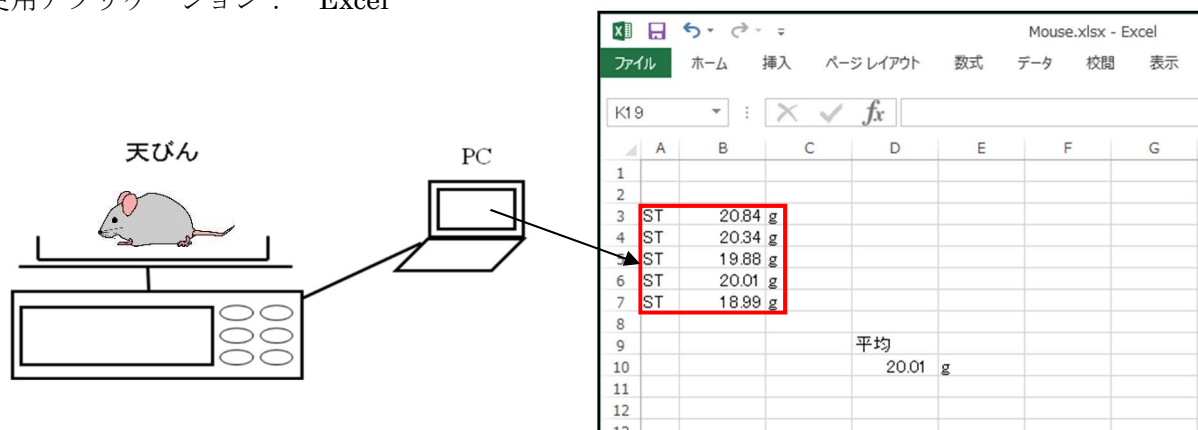 使用アプリケーション： Excel
天びん
PC
Mouse.xlsx - Excel
ファイル ホーム 挿入 ページ レイアウト 数式 データ 校閲 表示
K19 fx
A B C D E F G
1
2
3 ST 20.84 g
4 ST 20.34 g
5 ST 19.88 g
6 ST 20.01 g
7 ST 18.99 g
8
9 平均
10 20.01 g
11
12